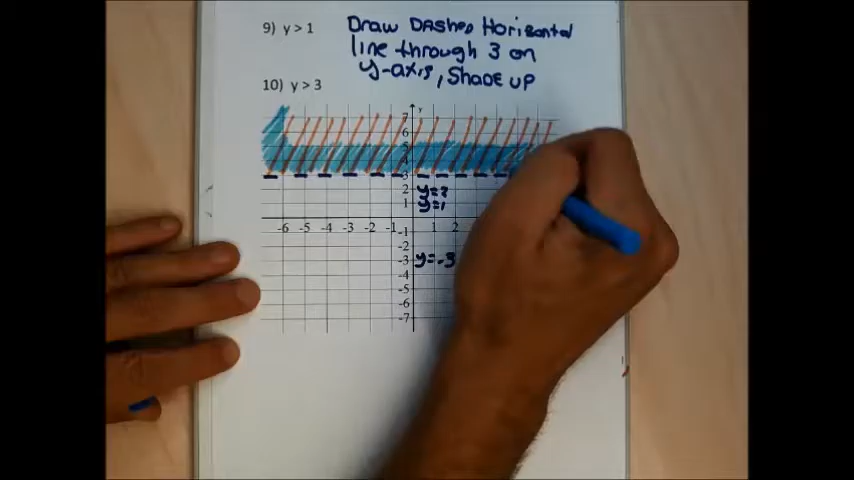 9) y > 1
Draw Dashed Horizontal
line through 3 on
y-axis, Shade up
10) y > 3
y
7
6
5
4
3
2
y=2
1
y=1
-6 -5 -4 -3 -2 -1 1 2
-1
-2
-3
y=-3
-4
-5
-6
-7